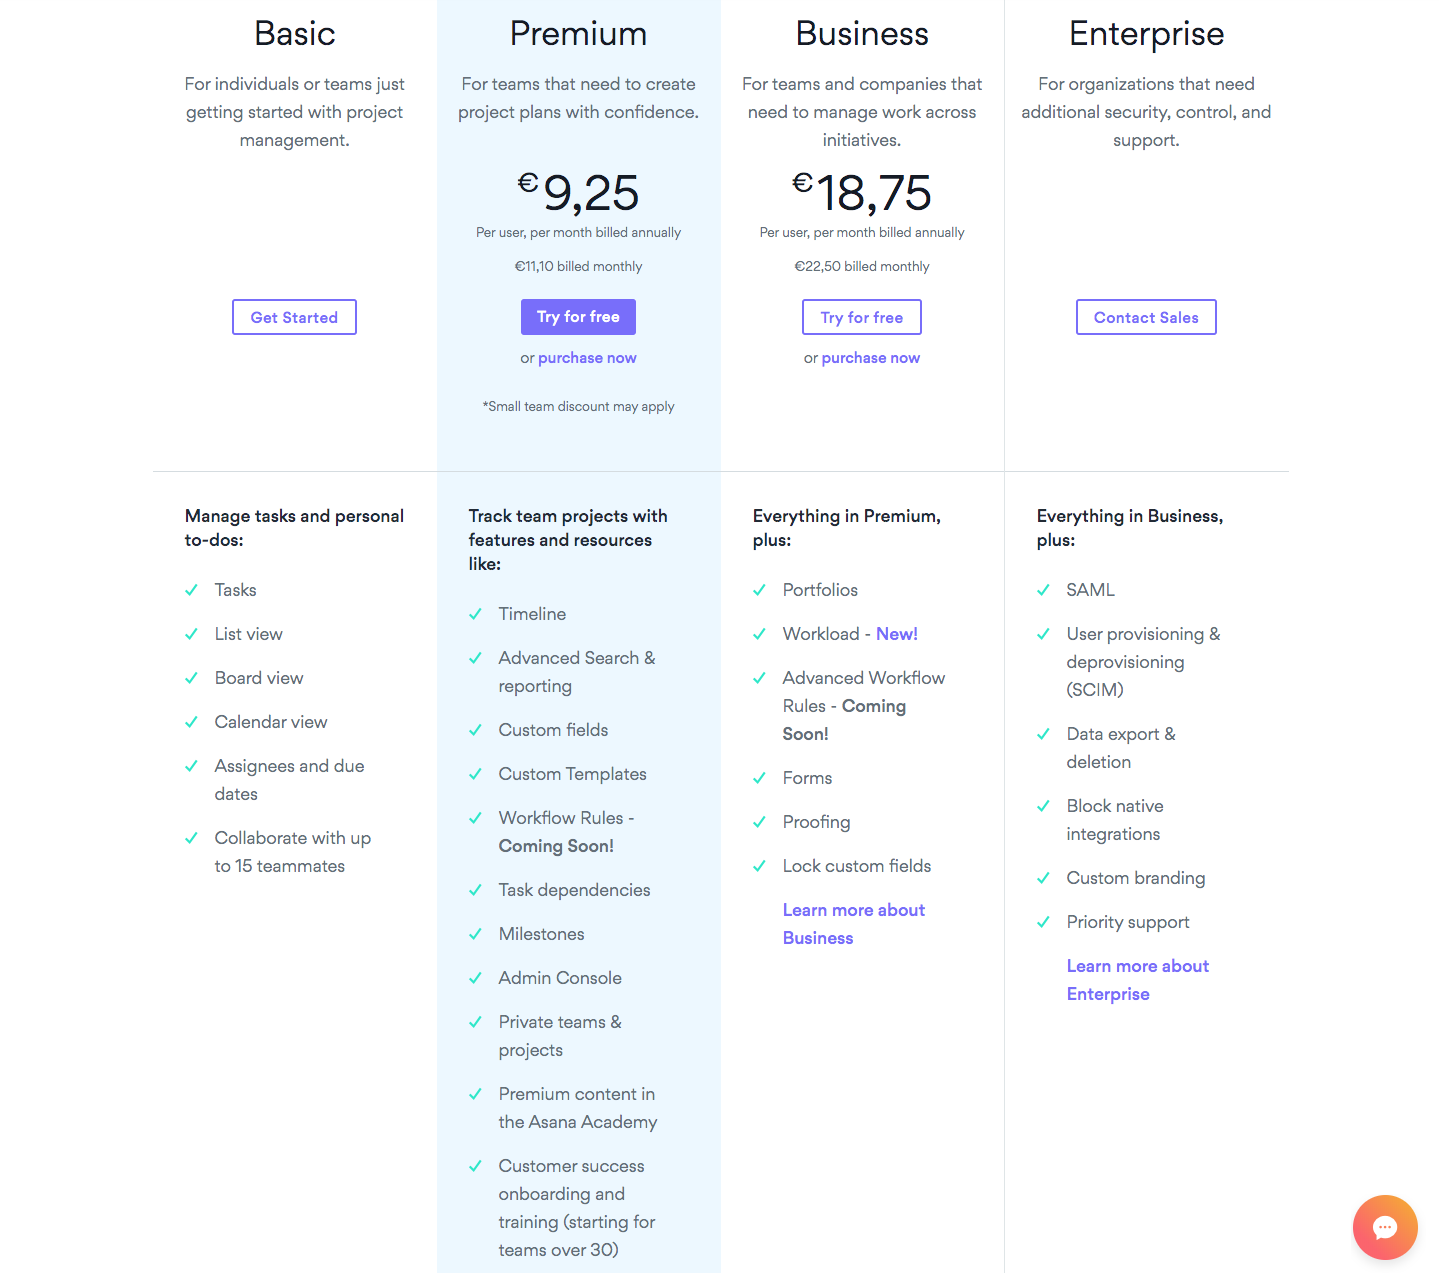 Basic
For individuals or teams just
getting started with project
management.
Get Started
Premium
For teams that need to create
project plans with confidence.
€9,25
Per user, per month billed annually
€11,10 billed monthly
Try for free
or purchase now
*Small team discount may apply
Business
For teams and companies that
need to manage work across
initiatives.
€18,75
Per user, per month billed annually
€22,50 billed monthly
Try for free
or purchase now
Enterprise
For organizations that need
additional security, control, and
support.
Contact Sales
Manage tasks and personal
to-dos:
Tasks
List view
Board view
Calendar view
Assignees and due
dates
Collaborate with up
to 15 teammates
Track team projects with
features and resources
like:
Timeline
Advanced Search &
reporting
Custom fields
Custom Templates
Workflow Rules -
Coming Soon!
Task dependencies
Milestones
Admin Console
Private teams &
projects
Premium content in
the Asana Academy
Customer success
onboarding and
training (starting for
teams over 30)
Everything in Premium,
plus:
Portfolios
Workload - New!
Advanced Workflow
Rules - Coming
Soon!
Forms
Proofing
Lock custom fields
Learn more about
Business
Everything in Business,
plus:
SAML
User provisioning &
deprovisioning
(SCIM)
Data export &
deletion
Block native
integrations
Custom branding
Priority support
Learn more about
Enterprise